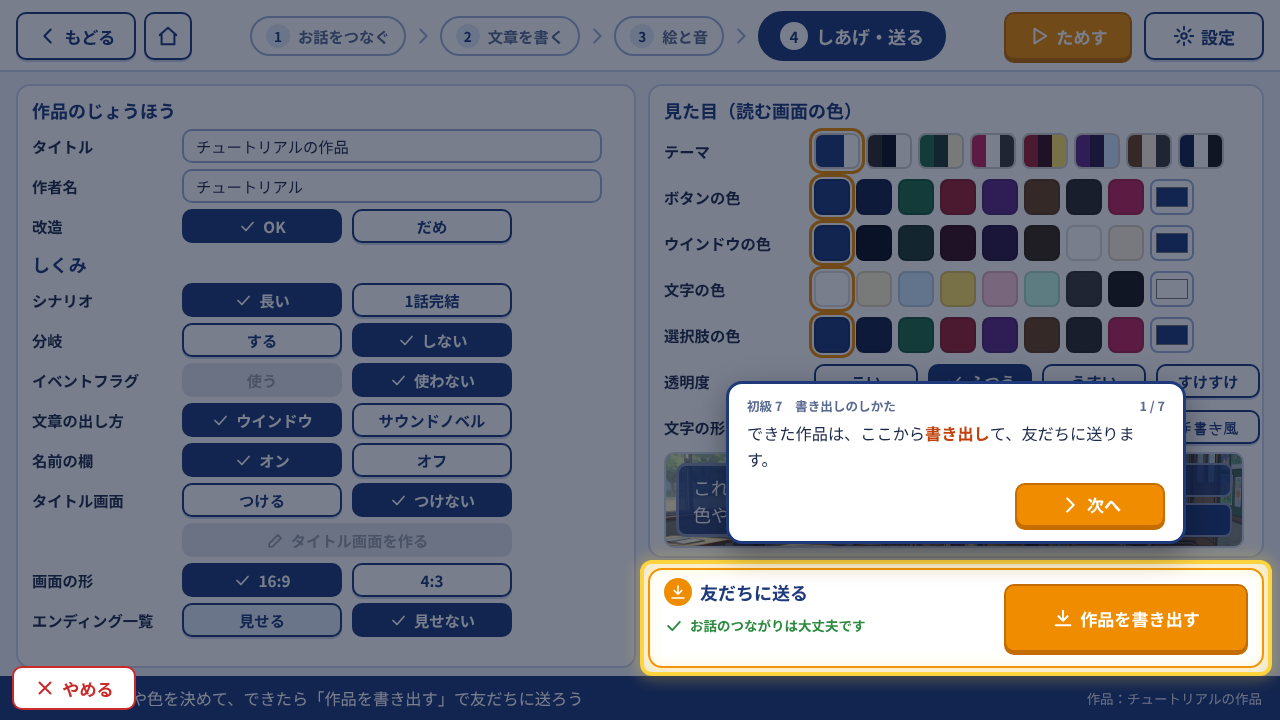 もどる
1 お話をつなぐ
2 文章を書く
3 絵と音
4 しあげ・送る
ためす
設定
作品のじょうほう
タイトル チュートリアルの作品
作者名 チュートリアル
改造 OK だめ
しくみ
シナリオ 長い 1話完結
分岐 する しない
イベントフラグ 使う 使わない
文章の出し方 ウインドウ サウンドノベル
名前の欄 オン オフ
タイトル画面 つける つけない
タイトル画面を作る
画面の形 16:9 4:3
エンディング一覧 見せる 見せない
見た目（読む画面の色）
テーマ
ボタンの色
ウインドウの色
文字の色
選択肢の色
透明度 こい ふつう うすい すけすけ
文字の形 手書き風
これ
色や
初級７ 書き出しのしかた 1 / 7
できた作品は、ここから書き出して、友だちに送りま
す。
次へ
友だちに送る
お話のつながりは大丈夫です
作品を書き出す
やめる
や色を決めて、できたら「作品を書き出す」で友だちに送ろう
作品：チュートリアルの作品